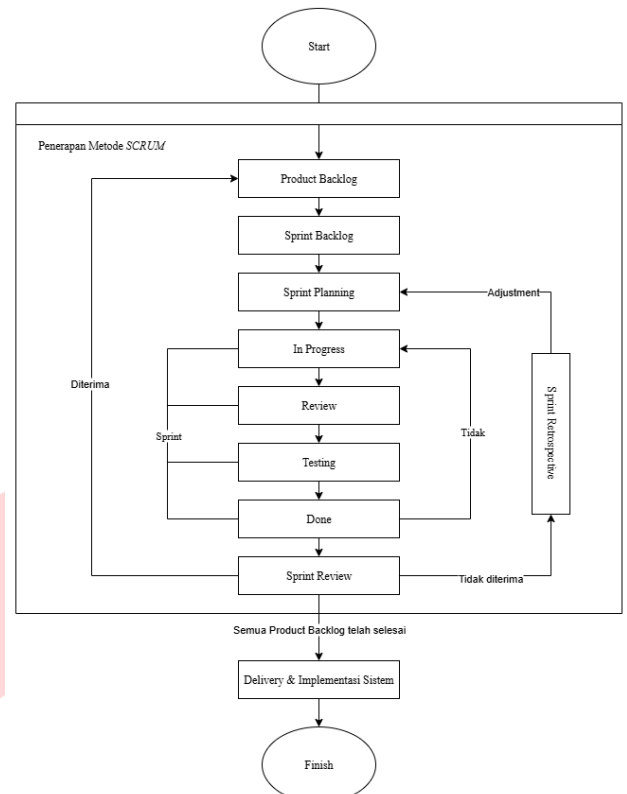 Start
Penerapan Metode SCRUM
Product Backlog
Sprint Backlog
Sprint Planning
Adjustment
In Progress
Diterima
Review
Sprint Retrospective
Sprint
Tidak
Testing
Done
Sprint Review
Tidak diterima
Semua Product Backlog telah selesai
Delivery & Implementasi Sistem
Finish